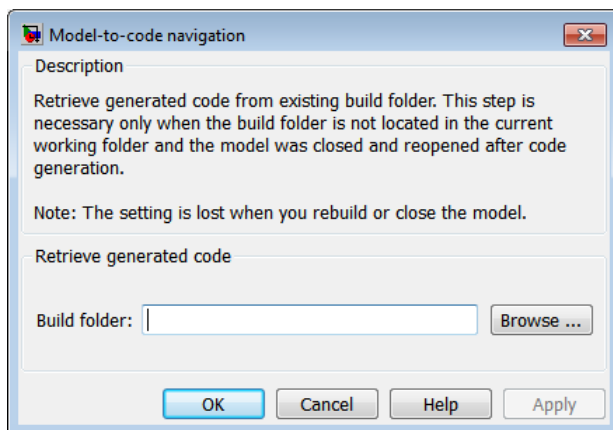 Model-to-code navigation
Description
Retrieve generated code from existing build folder. This step is
necessary only when the build folder is not located in the current
working folder and the model was closed and reopened after code
generation.
Note: The setting is lost when you rebuild or close the model.
Retrieve generated code
Build folder:
Browse ...
OK
Cancel
Help
Apply